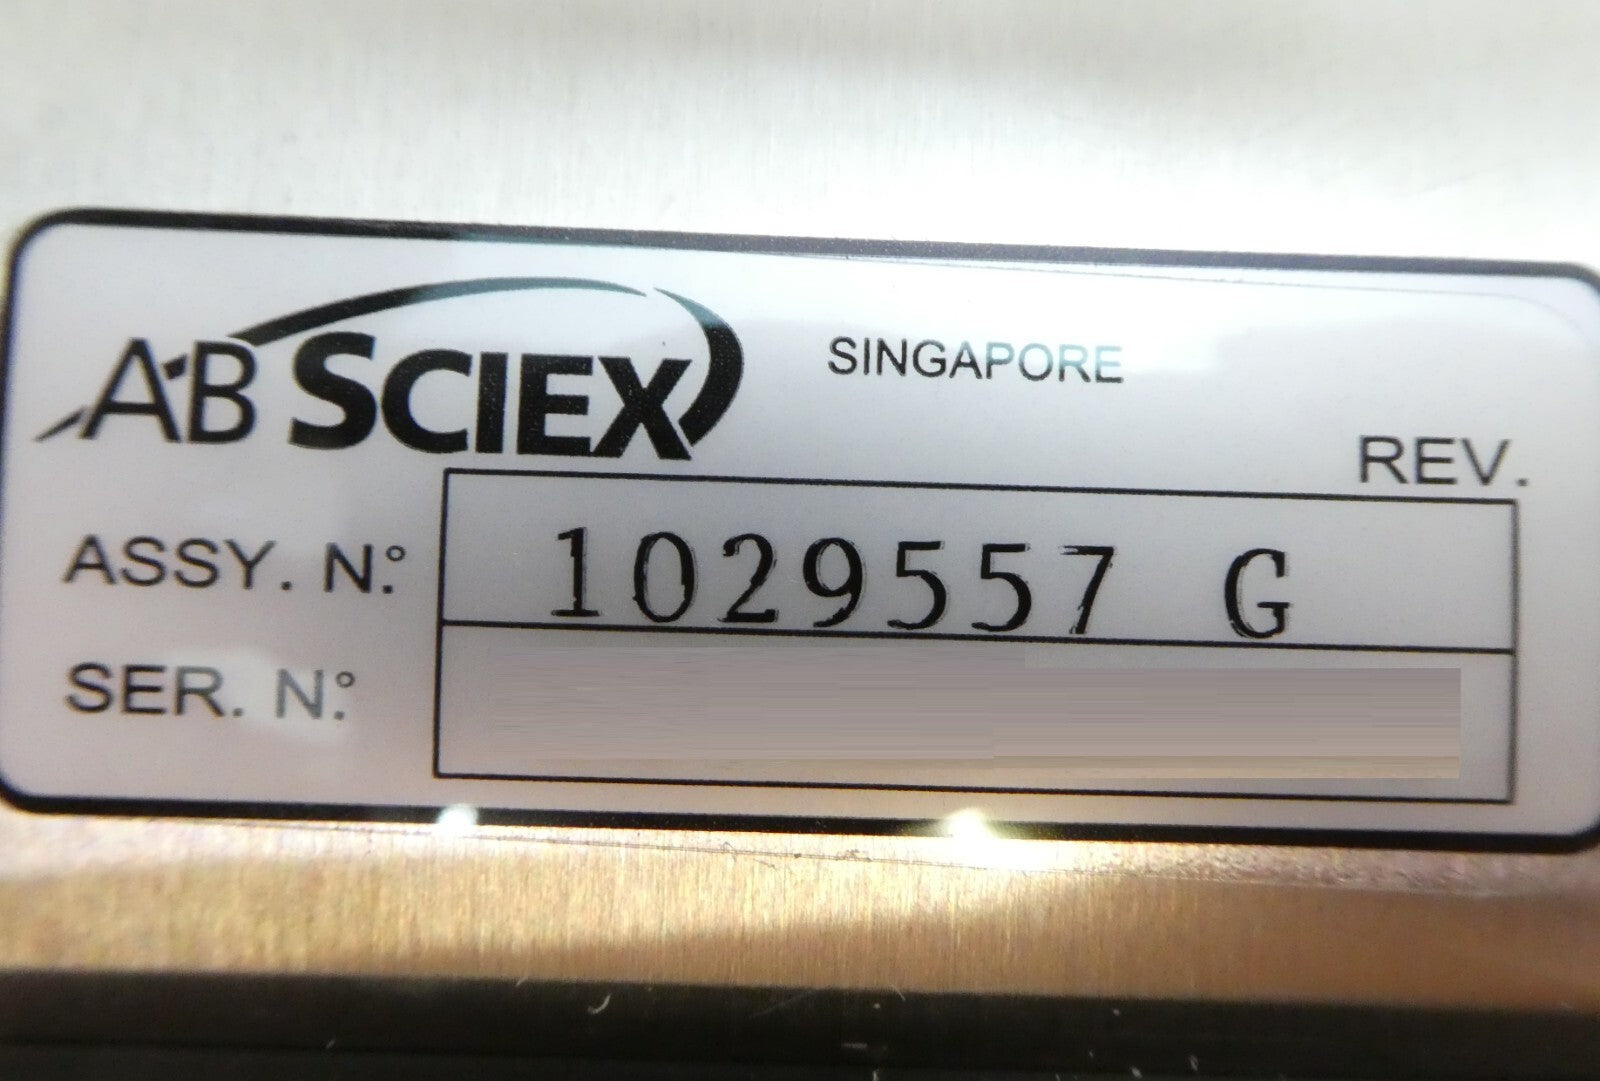 AB SCIEX SINGAPORE
REV.
ASSY. N.° 1029557 G
SER. N.°